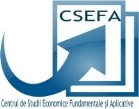 CSEFA
Centrul de Studii Economice Fundamentale și Aplicative